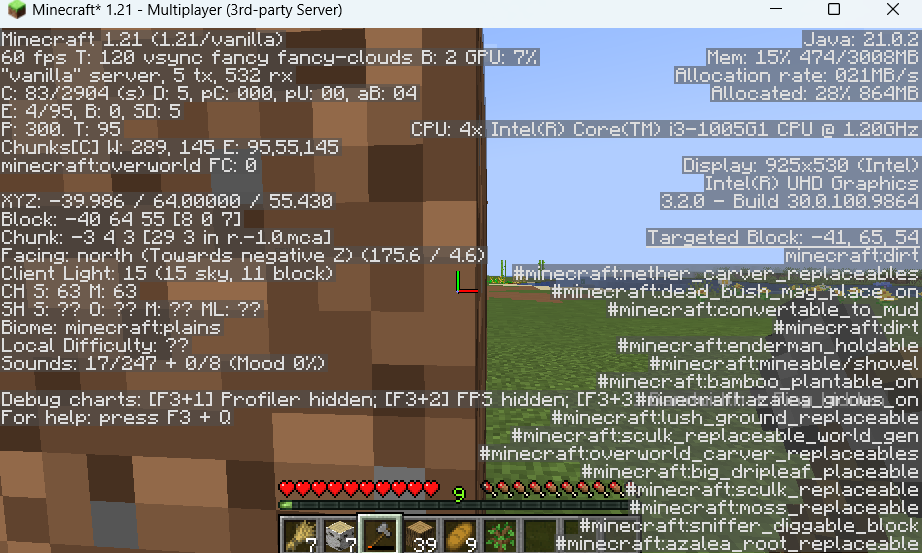 Minecraft* 1.21 - Multiplayer (3rd-party Server)
Minecraft 1.21 (1.21/vanilla)
60 fps T: 120 vsync fancy fancy-clouds B: 2 GPU: 7%
"vanilla" server, 5 tx, 532 rx
C: 83/2904 (s) D: 5, pC: 000, pU: 00, aB: 04
E: 4/95, B: 0, SD: 5
P: 300. T: 95
Chunks[C] W: 289, 145 E: 95,55,145
minecraft:overworld FC: 0
XYZ: -39.986 / 64.00000 / 55.430
Block: -40 64 55 [8 0 7]
Chunk: -3 4 3 [29 3 in r.-1.0.mca]
Facing: north (Towards negative Z) (175.6 / 4.6)
Client Light: 15 (15 sky, 11 block)
CH S: 63 M: 63
SH S: ?? O: ?? M: ?? ML: ??
Biome: minecraft:plains
Local Difficulty: ??
Sounds: 17/247 + 0/8 (Mood 0%)
Debug charts: [F3+1] Profiler hidden; [F3+2] FPS hidden; [F3+3]
For help: press F3 + Q
Java: 21.0.2
Mem: 15% 474/3008MB
Allocation rate: 021MB/s
Allocated: 28% 864MB
CPU: 4x Intel(R) Core(TM) i3-1005G1 CPU @ 1.20GHz
Display: 925x530 (Intel)
Intel(R) UHD Graphics
3.2.0 - Build 30.0.100.9864
Targeted Block: -41, 65, 54
minecraft:dirt
#minecraft:nether_carver_replaceables
#minecraft:dead_bush_may_place_on
#minecraft:convertable_to_mud
#minecraft:dirt
#minecraft:enderman_holdable
#minecraft:mineable/shovel
#minecraft:bamboo_plantable_on
#minecraft:azalea_grows_on
#minecraft:lush_ground_replaceable
#minecraft:sculk_replaceable_world_gen
#minecraft:overworld_carver_replaceables
#minecraft:big_dripleaf_placeable
#minecraft:sculk_replaceable
#minecraft:moss_replaceable
#minecraft:sniffer_diggable_block
#minecraft:azalea_root_replaceable
9
7
7
39
9